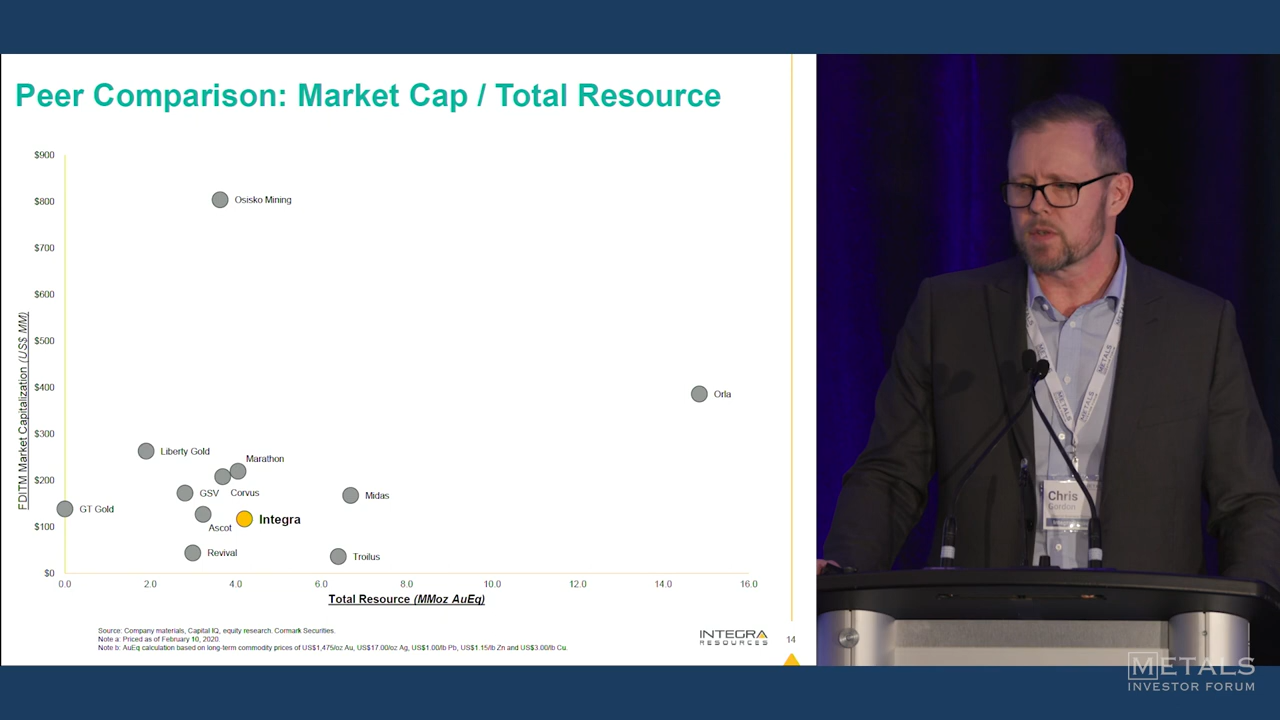 Peer Comparison: Market Cap / Total Resource
FDITM Market Capitalization (US$ MM)
$900
$800
$700
$600
$500
$400
$300
$200
$100
$0
Osisko Mining
Orla
Liberty Gold
Marathon
GSV
Corvus
Midas
GT Gold
Ascot
Integra
Revival
Troilus
0.0
2.0
4.0
6.0
8.0
10.0
12.0
14.0
16.0
Total Resource (MMoz AuEq)
Source: Company materials, Capital IQ, equity research. Cormark Securities.
Note a: Priced as of February 10, 2020.
Note b: AuEq calculation based on long-term commodity prices of US$1,475/oz Au, US$17.00/oz Ag, US$1.00/lb Pb, US$1.15/lb Zn and US$3.00/lb Cu.
INTEGRA
RESOURCES
14
METALS
METALS
METALS
Chris
Gordon
METALS
INVESTOR FORUM